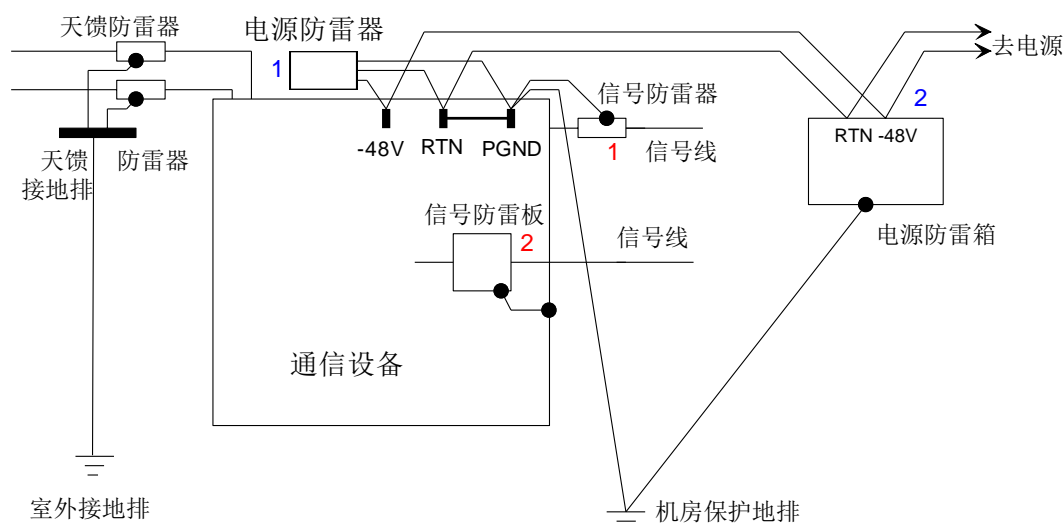 天馈防雷器
电源防雷器
1
去电源
信号防雷器
2
-48V RTN PGND
1
信号线
RTN -48V
天馈 防雷器
接地排
信号防雷板
2
信号线
电源防雷箱
通信设备
室外接地排
机房保护地排